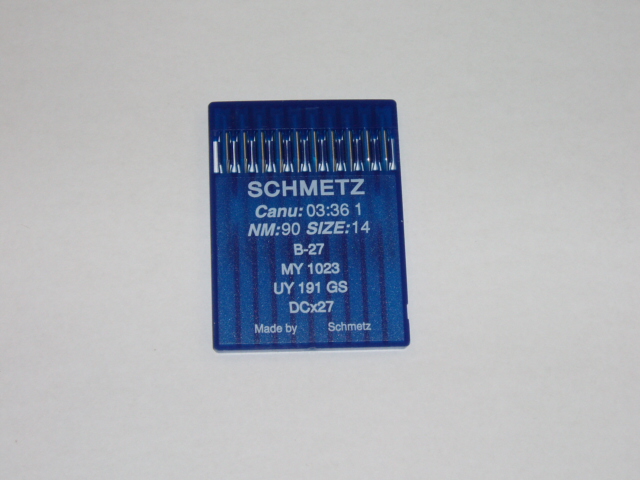 SCHMETZ
Canu: 03:36 1
NM:90 SIZE:14
B-27
MY 1023
UY 191 GS
DCx27
Made by Schmetz